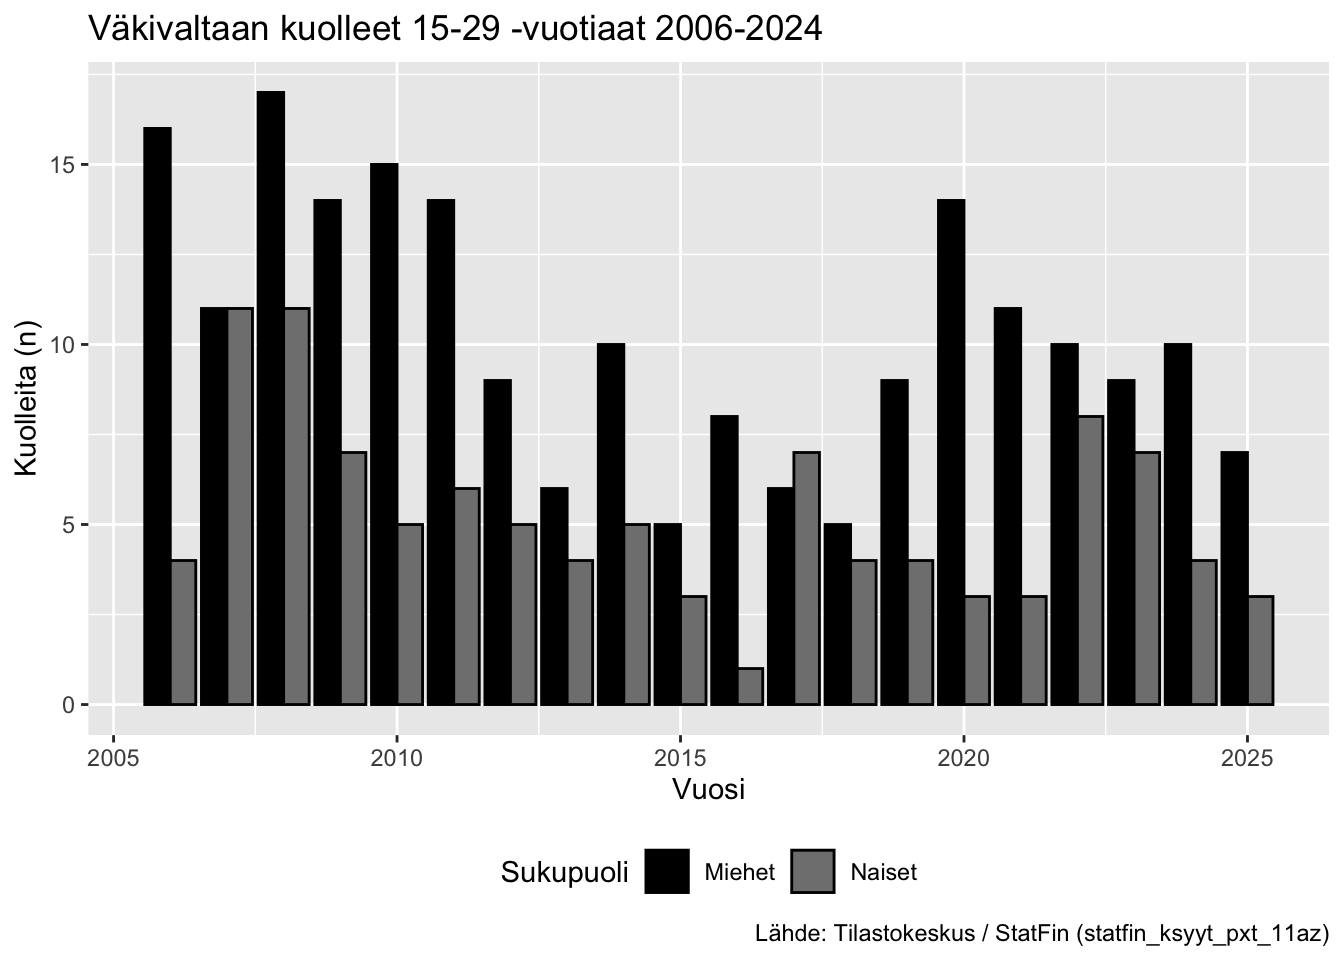 Väkivaltaan kuolleet 15-29 -vuotiaat 2006-2024
Kuolleita (n)
15
10
5
0
2005 2010 2015 2020 2025
Vuosi
Sukupuoli Miehet Naiset
Lähde: Tilastokeskus / StatFin (statfin_ksyyt_pxt_11az)